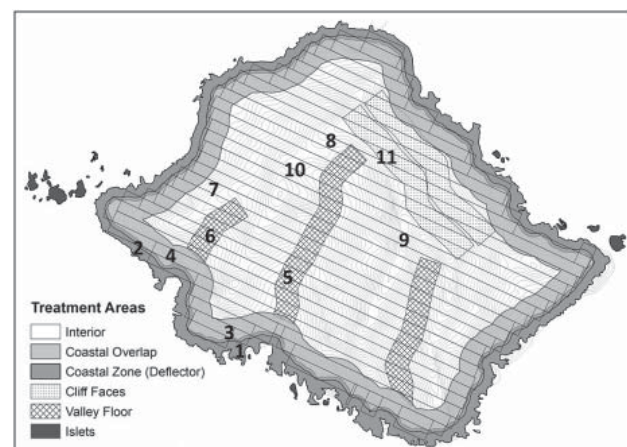 8
10
11
7
9
6
2
4
5
3
1
Treatment Areas
Interior
Coastal Overlap
Coastal Zone (Deflector)
Cliff Faces
Valley Floor
Islets